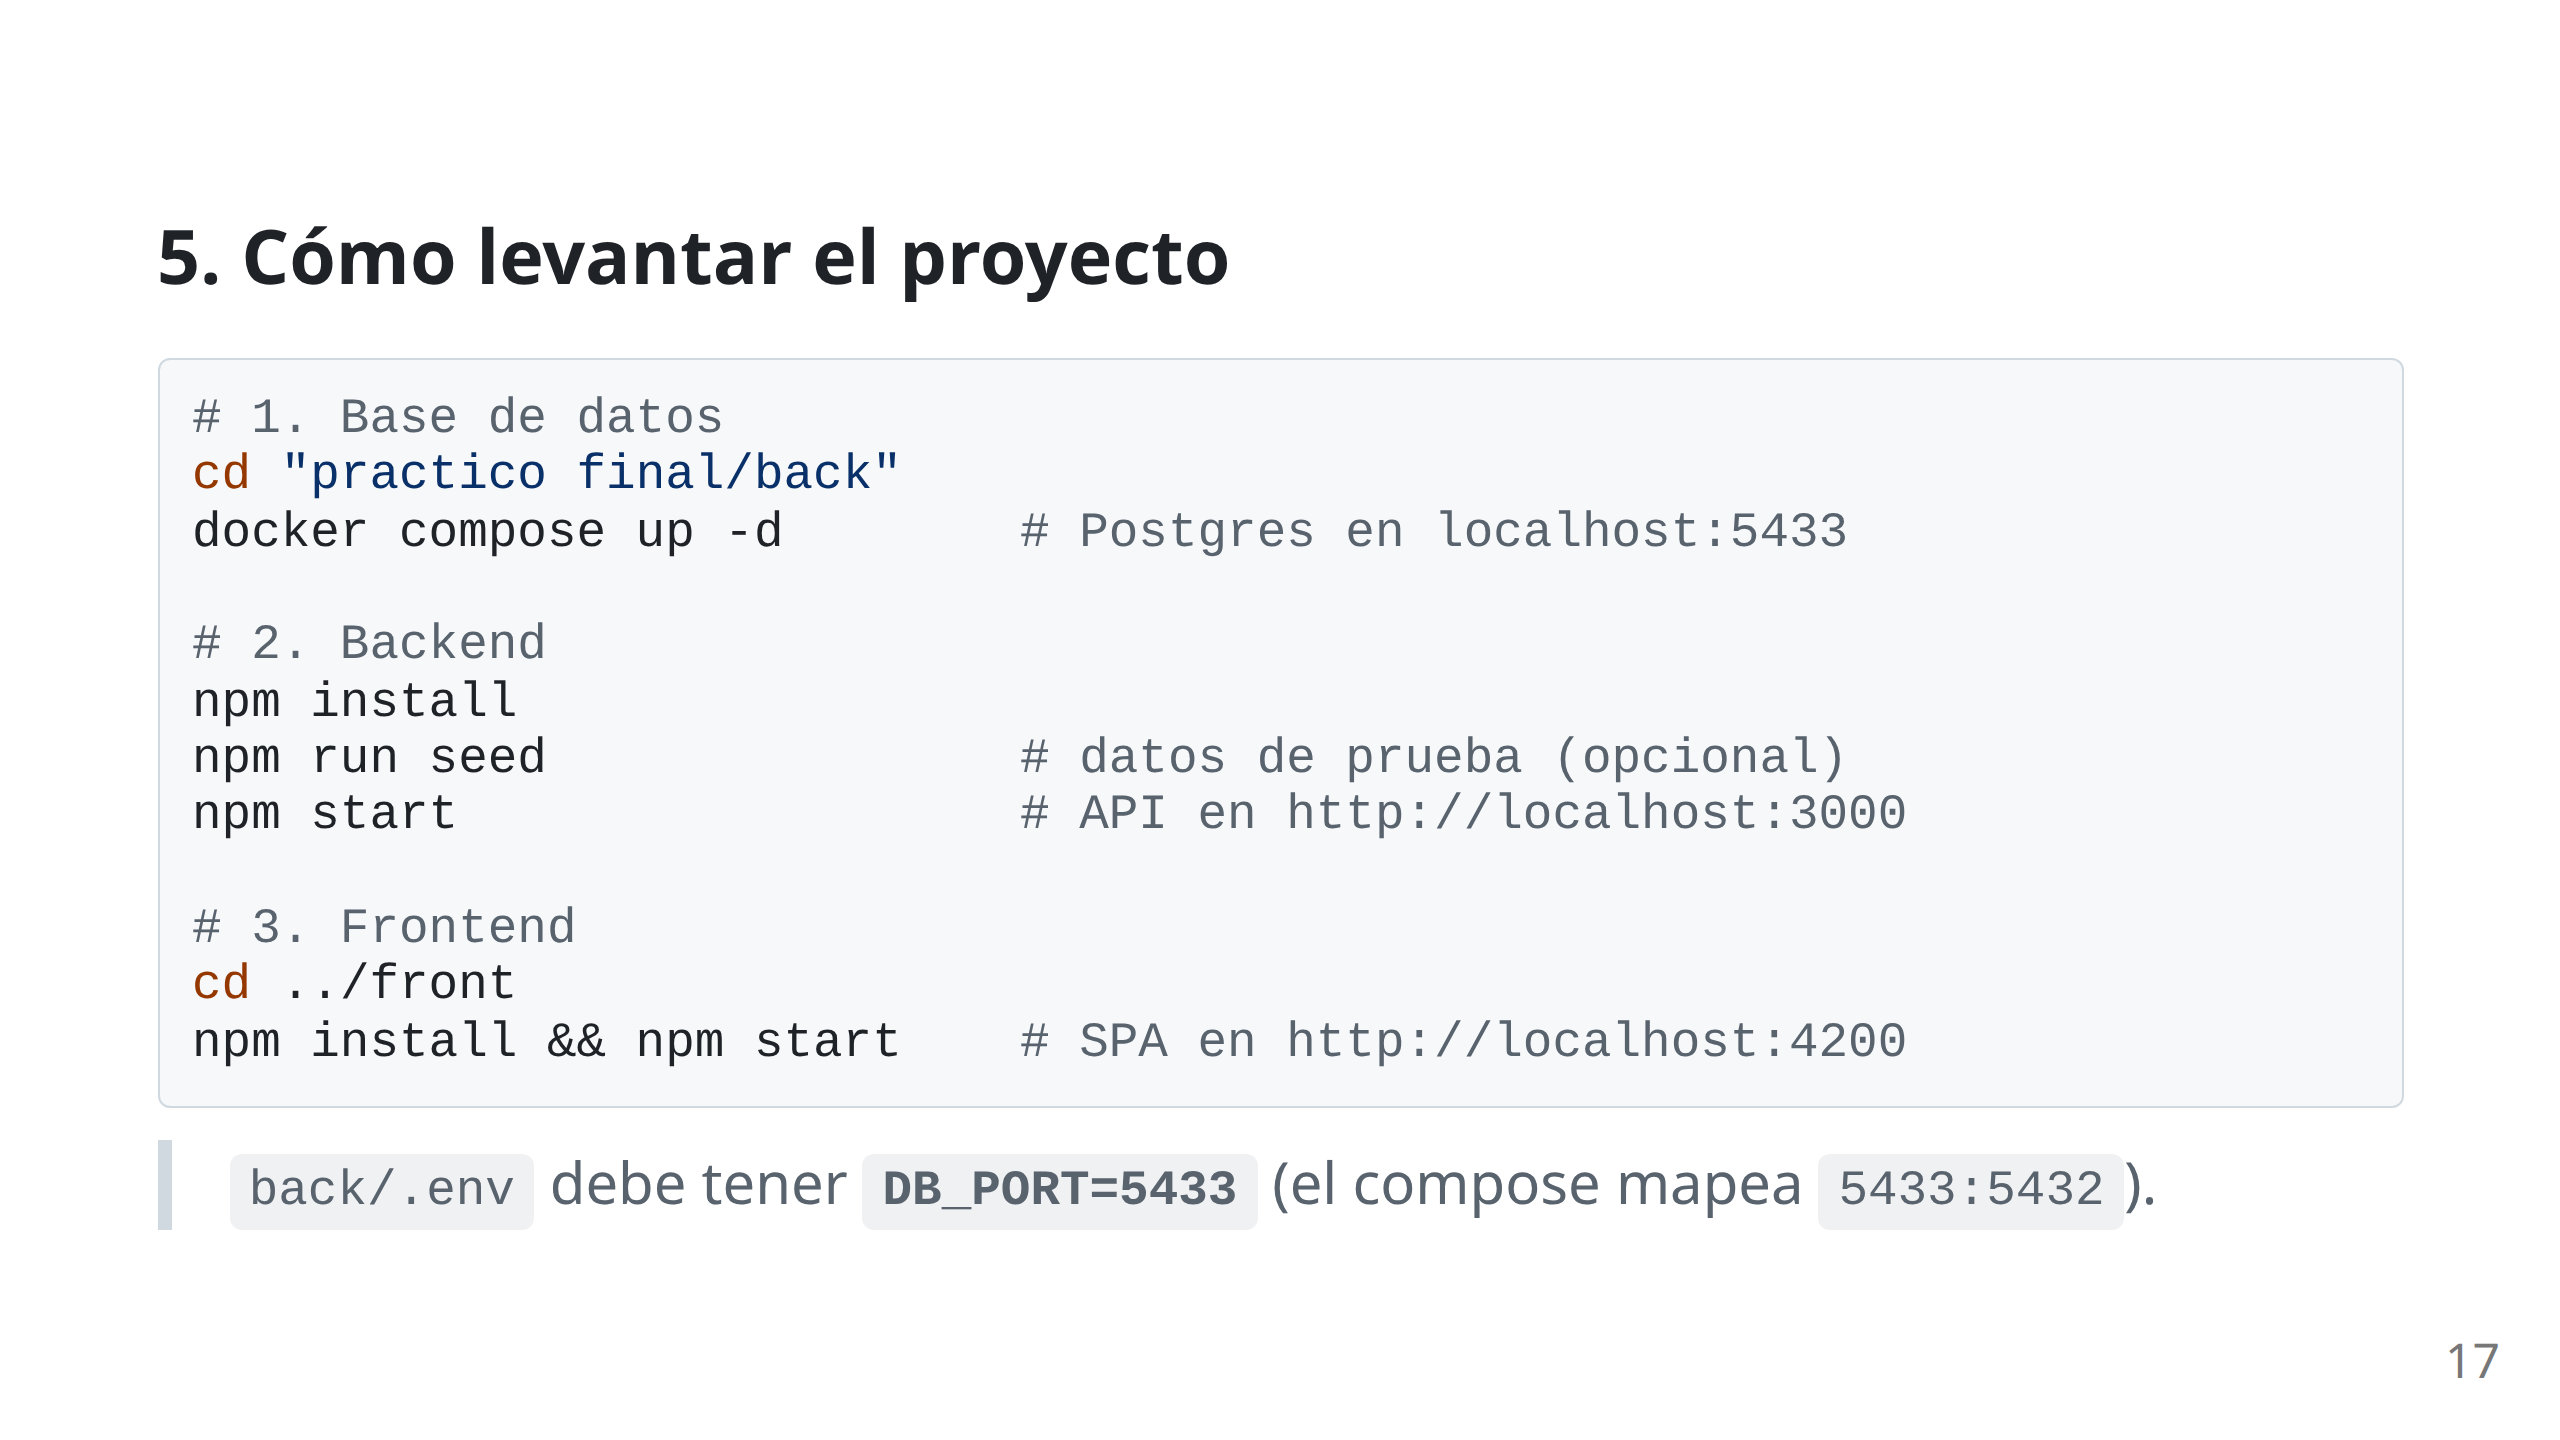 5. Cómo levantar el proyecto
# 1. Base de datos
cd "practico final/back"
docker compose up -d        # Postgres en localhost:5433
# 2. Backend
npm install
npm run seed                # datos de prueba (opcional)
npm start                   # API en http://localhost:3000
# 3. Frontend
cd ../front
npm install && npm start    # SPA en http://localhost:4200
back/.env debe tener DB_PORT=5433 (el compose mapea 5433:5432).
17